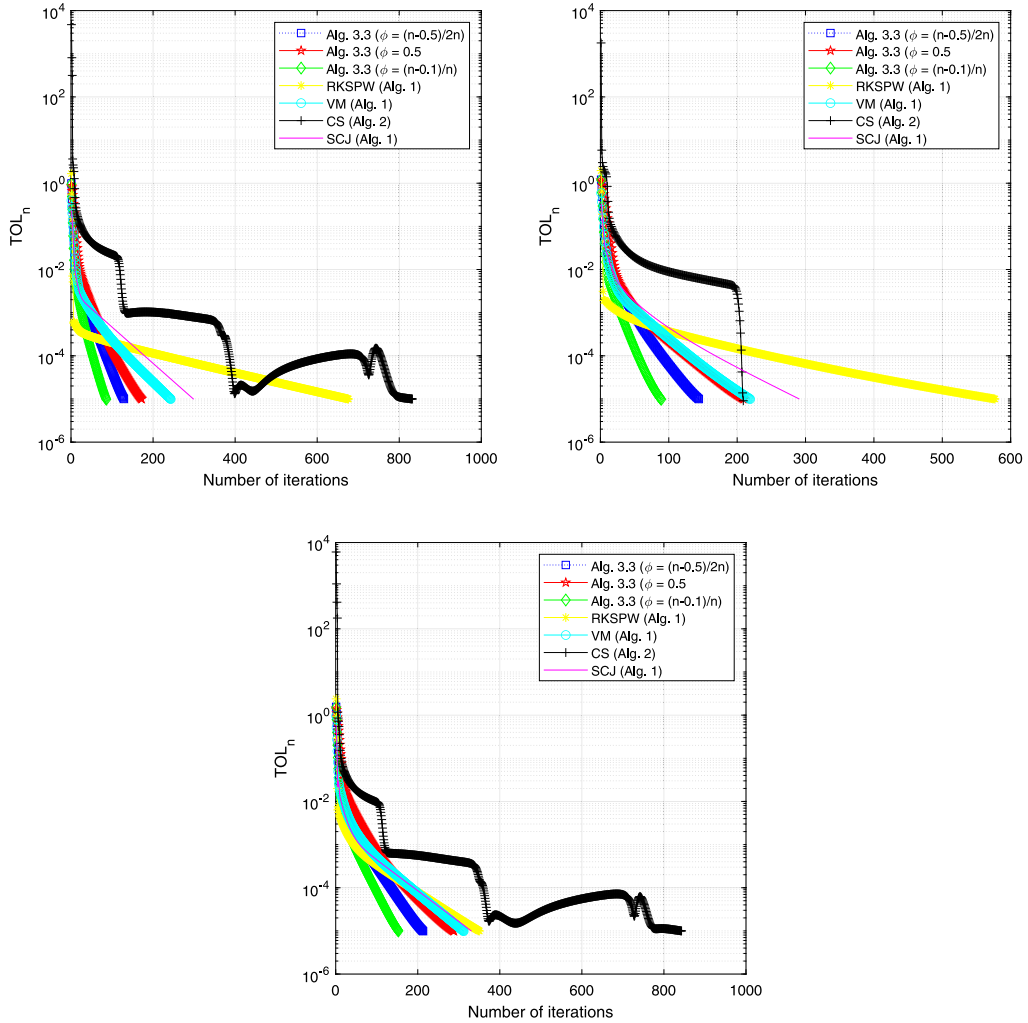 10^4
10^2
10^0
10^-2
10^-4
10^-6
TOL_n
0 200 400 600 800 1000
Number of iterations
Alg. 3.3 (ϕ = (n-0.5)/2n)
Alg. 3.3 (ϕ = 0.5
Alg. 3.3 (ϕ = (n-0.1)/n)
RKSPW (Alg. 1)
VM (Alg. 1)
CS (Alg. 2)
SCJ (Alg. 1)
10^4
10^2
10^0
10^-2
10^-4
10^-6
TOL_n
0 100 200 300 400 500 600
Number of iterations
Alg. 3.3 (ϕ = (n-0.5)/2n)
Alg. 3.3 (ϕ = 0.5
Alg. 3.3 (ϕ = (n-0.1)/n)
RKSPW (Alg. 1)
VM (Alg. 1)
CS (Alg. 2)
SCJ (Alg. 1)
10^4
10^2
10^0
10^-2
10^-4
10^-6
TOL_n
0 200 400 600 800 1000
Number of iterations
Alg. 3.3 (ϕ = (n-0.5)/2n)
Alg. 3.3 (ϕ = 0.5
Alg. 3.3 (ϕ = (n-0.1)/n)
RKSPW (Alg. 1)
VM (Alg. 1)
CS (Alg. 2)
SCJ (Alg. 1)